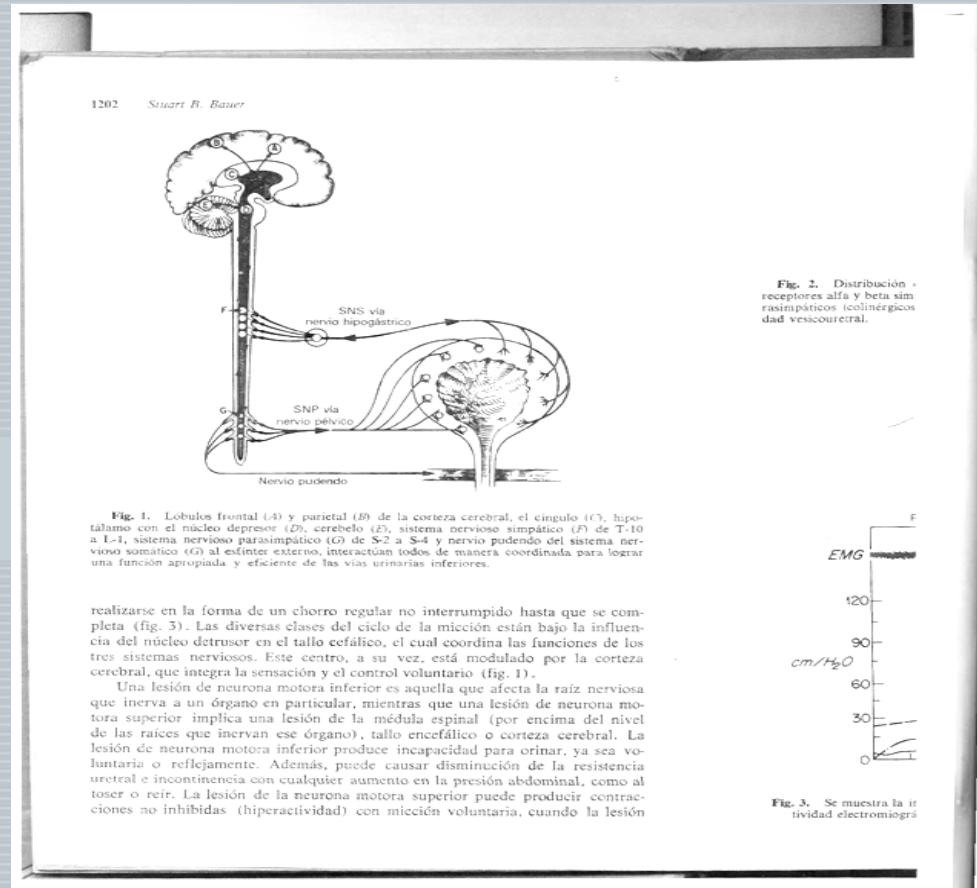 1202 Stuart B. Bauer
B
A
C
E
D
F
SNS vía
nervio hipogástrico
G
SNP vía
nervio pélvico
Nervio pudendo
Fig. 1. Lóbulos frontal (A) y parietal (B) de la corteza cerebral, el cíngulo (C), hipo-
tálamo con el núcleo depresor (D), cerebelo (E), sistema nervioso simpático (F) de T-10
a L-1, sistema nervioso parasimpático (G) de S-2 a S-4 y nervio pudendo del sistema ner-
vioso somático (G) al esfínter externo, interactúan todos de manera coordinada para lograr
una función apropiada y eficiente de las vías urinarias inferiores.
realizarse en la forma de un chorro regular no interrumpido hasta que se com-
pleta (fig. 3). Las diversas clases del ciclo de la micción están bajo la influen-
cia del núcleo detrusor en el tallo cefálico, el cual coordina las funciones de los
tres sistemas nerviosos. Este centro, a su vez, está modulado por la corteza
cerebral, que integra la sensación y el control voluntario (fig. 1).
Una lesión de neurona motora inferior es aquella que afecta la raíz nerviosa
que inerva a un órgano en particular, mientras que una lesión de neurona mo-
tora superior implica una lesión de la médula espinal (por encima del nivel
de las raíces que inervan ese órgano), tallo encefálico o corteza cerebral. La
lesión de neurona motora inferior produce incapacidad para orinar, ya sea vo-
luntaria o reflejamente. Además, puede causar disminución de la resistencia
uretral e incontinencia con cualquier aumento en la presión abdominal, como al
toser o reír. La lesión de la neurona motora superior puede producir contrac-
ciones no inhibidas (hiperactividad) con micción voluntaria, cuando la lesión
Fig. 2. Distribución
receptores alfa y beta sim
rasimpáticos (colinérgicos
dad vesicouretral.
F
EMG
120
90
cm/H₂O
60
30
0
Fig. 3. Se muestra la in
tividad electromiográ